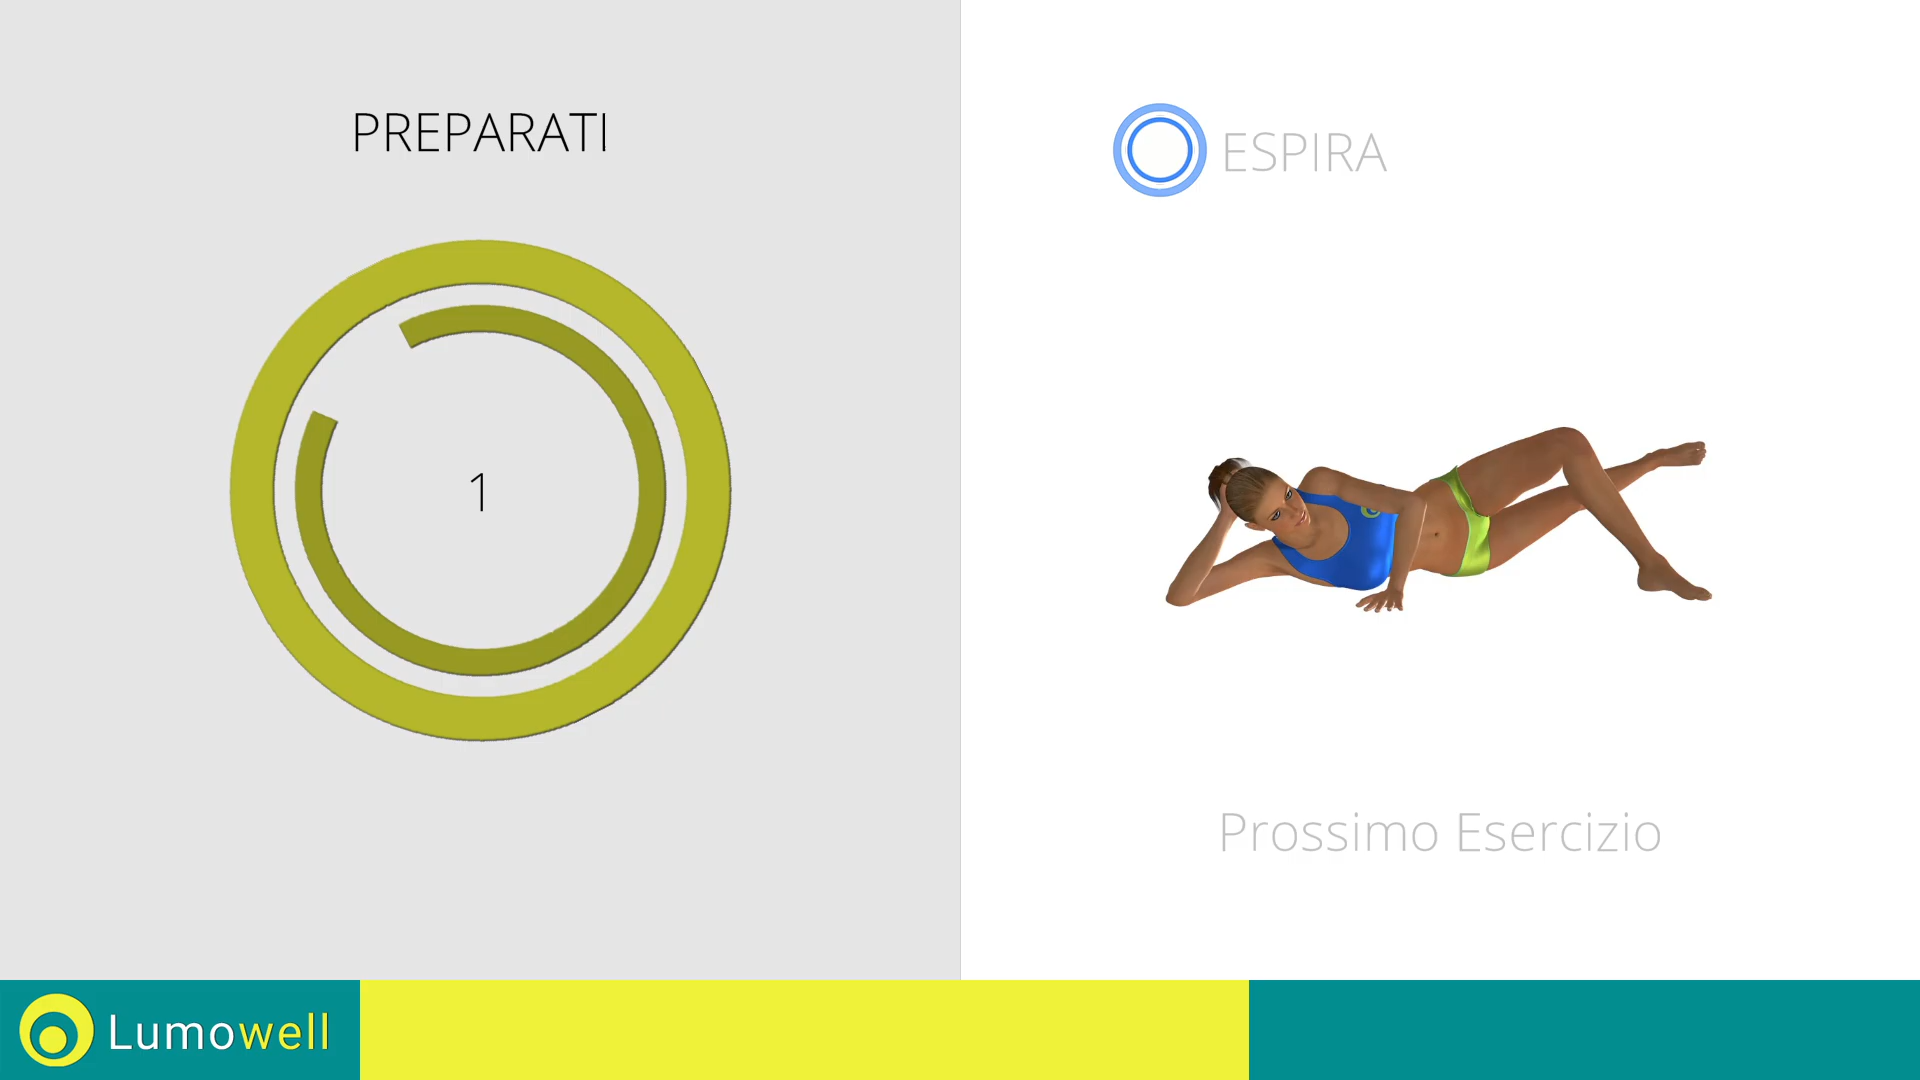 PREPARATI
1
ESPIRA
Prossimo Esercizio
Lumowell